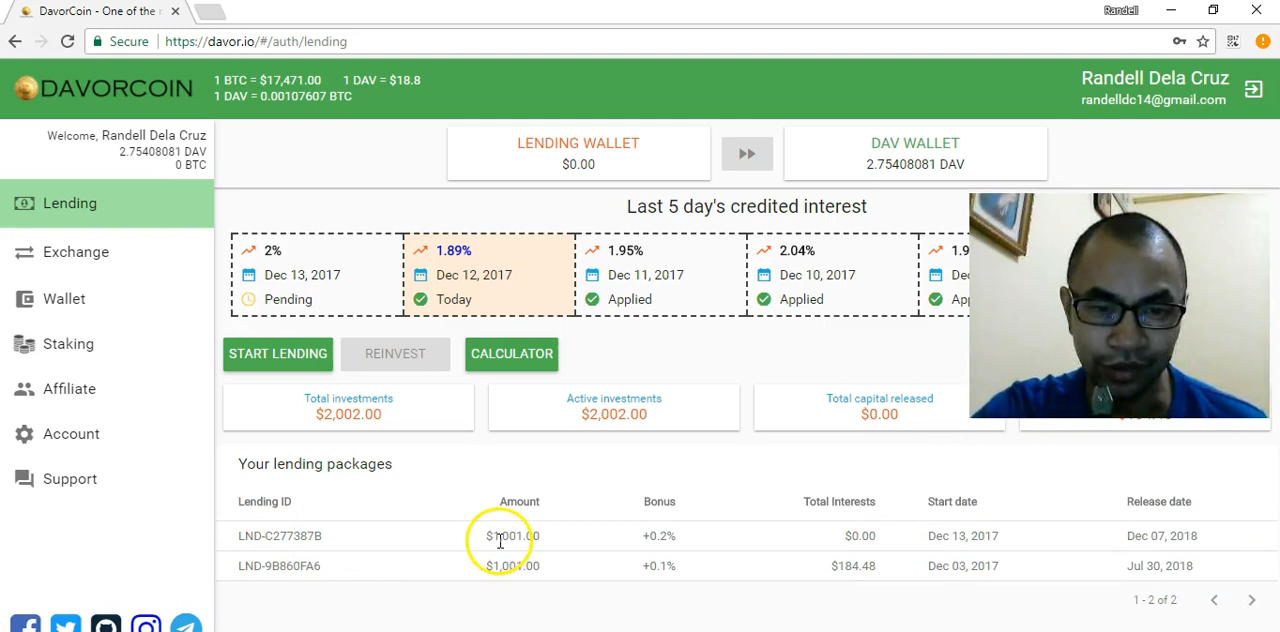 DavorCoin - One of the
Randell
Secure
https://davor.io/#/auth/lending
DAVORCOIN
1 BTC = $17,471.00 1 DAV = $18.8
1 DAV = 0.00107607 BTC
Randell Dela Cruz
randelldc14@gmail.com
Welcome, Randell Dela Cruz
2.75408081 DAV
0 BTC
Lending
Exchange
Wallet
Staking
Affiliate
Account
Support
LENDING WALLET
$0.00
DAV WALLET
2.75408081 DAV
Last 5 day's credited interest
2%
Dec 13, 2017
Pending
1.89%
Dec 12, 2017
Today
1.95%
Dec 11, 2017
Applied
2.04%
Dec 10, 2017
Applied
START LENDING REINVEST CALCULATOR
Total investments
$2,002.00
Active investments
$2,002.00
Total capital released
$0.00
Your lending packages
Lending ID Amount Bonus Total Interests Start date Release date
LND-C277387B $1,001.00 +0.2% $0.00 Dec 13, 2017 Dec 07, 2018
LND-9B860FA6 $1,001.00 +0.1% $184.48 Dec 03, 2017 Jul 30, 2018
1 - 2 of 2